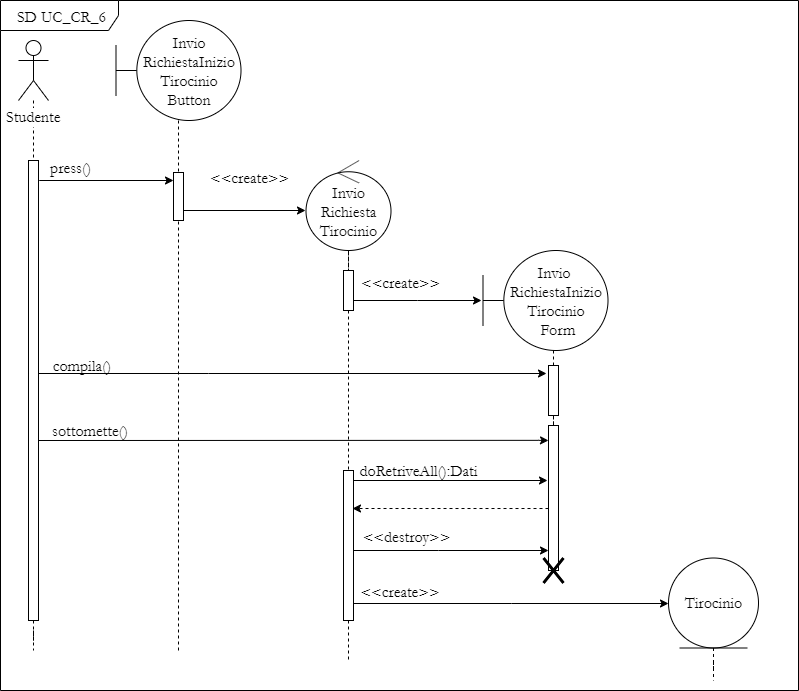 SD UC_CR_6
Invio
RichiestaInizio
Tirocinio
Button
Studente
press()
<<create>>
Invio
Richiesta
Tirocinio
<<create>>
Invio
RichiestaInizio
Tirocinio
Form
compila()
sottomette()
doRetriveAll():Dati
<<destroy>>
<<create>>
Tirocinio